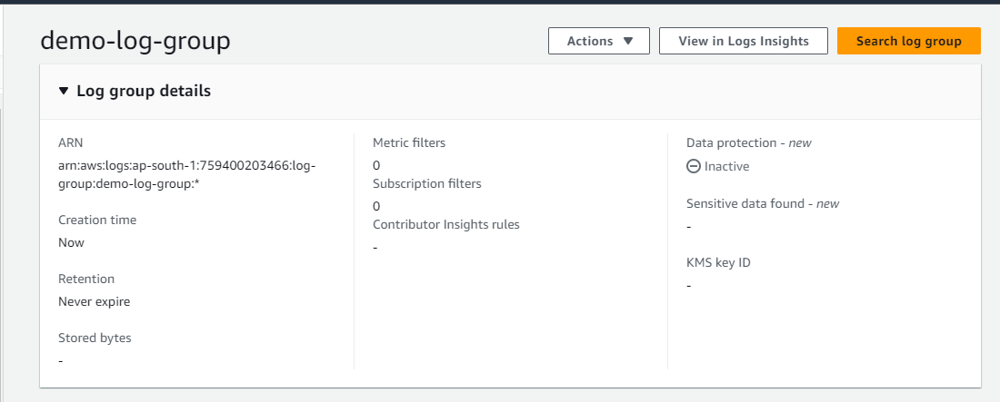 demo-log-group
Actions
View in Logs Insights
Search log group
Log group details
ARN
arn:aws:logs:ap-south-1:759400203466:log-
group:demo-log-group:*
Creation time
Now
Retention
Never expire
Stored bytes
-
Metric filters
0
Subscription filters
0
Contributor Insights rules
-
Data protection - new
Inactive
Sensitive data found - new
-
KMS key ID
-